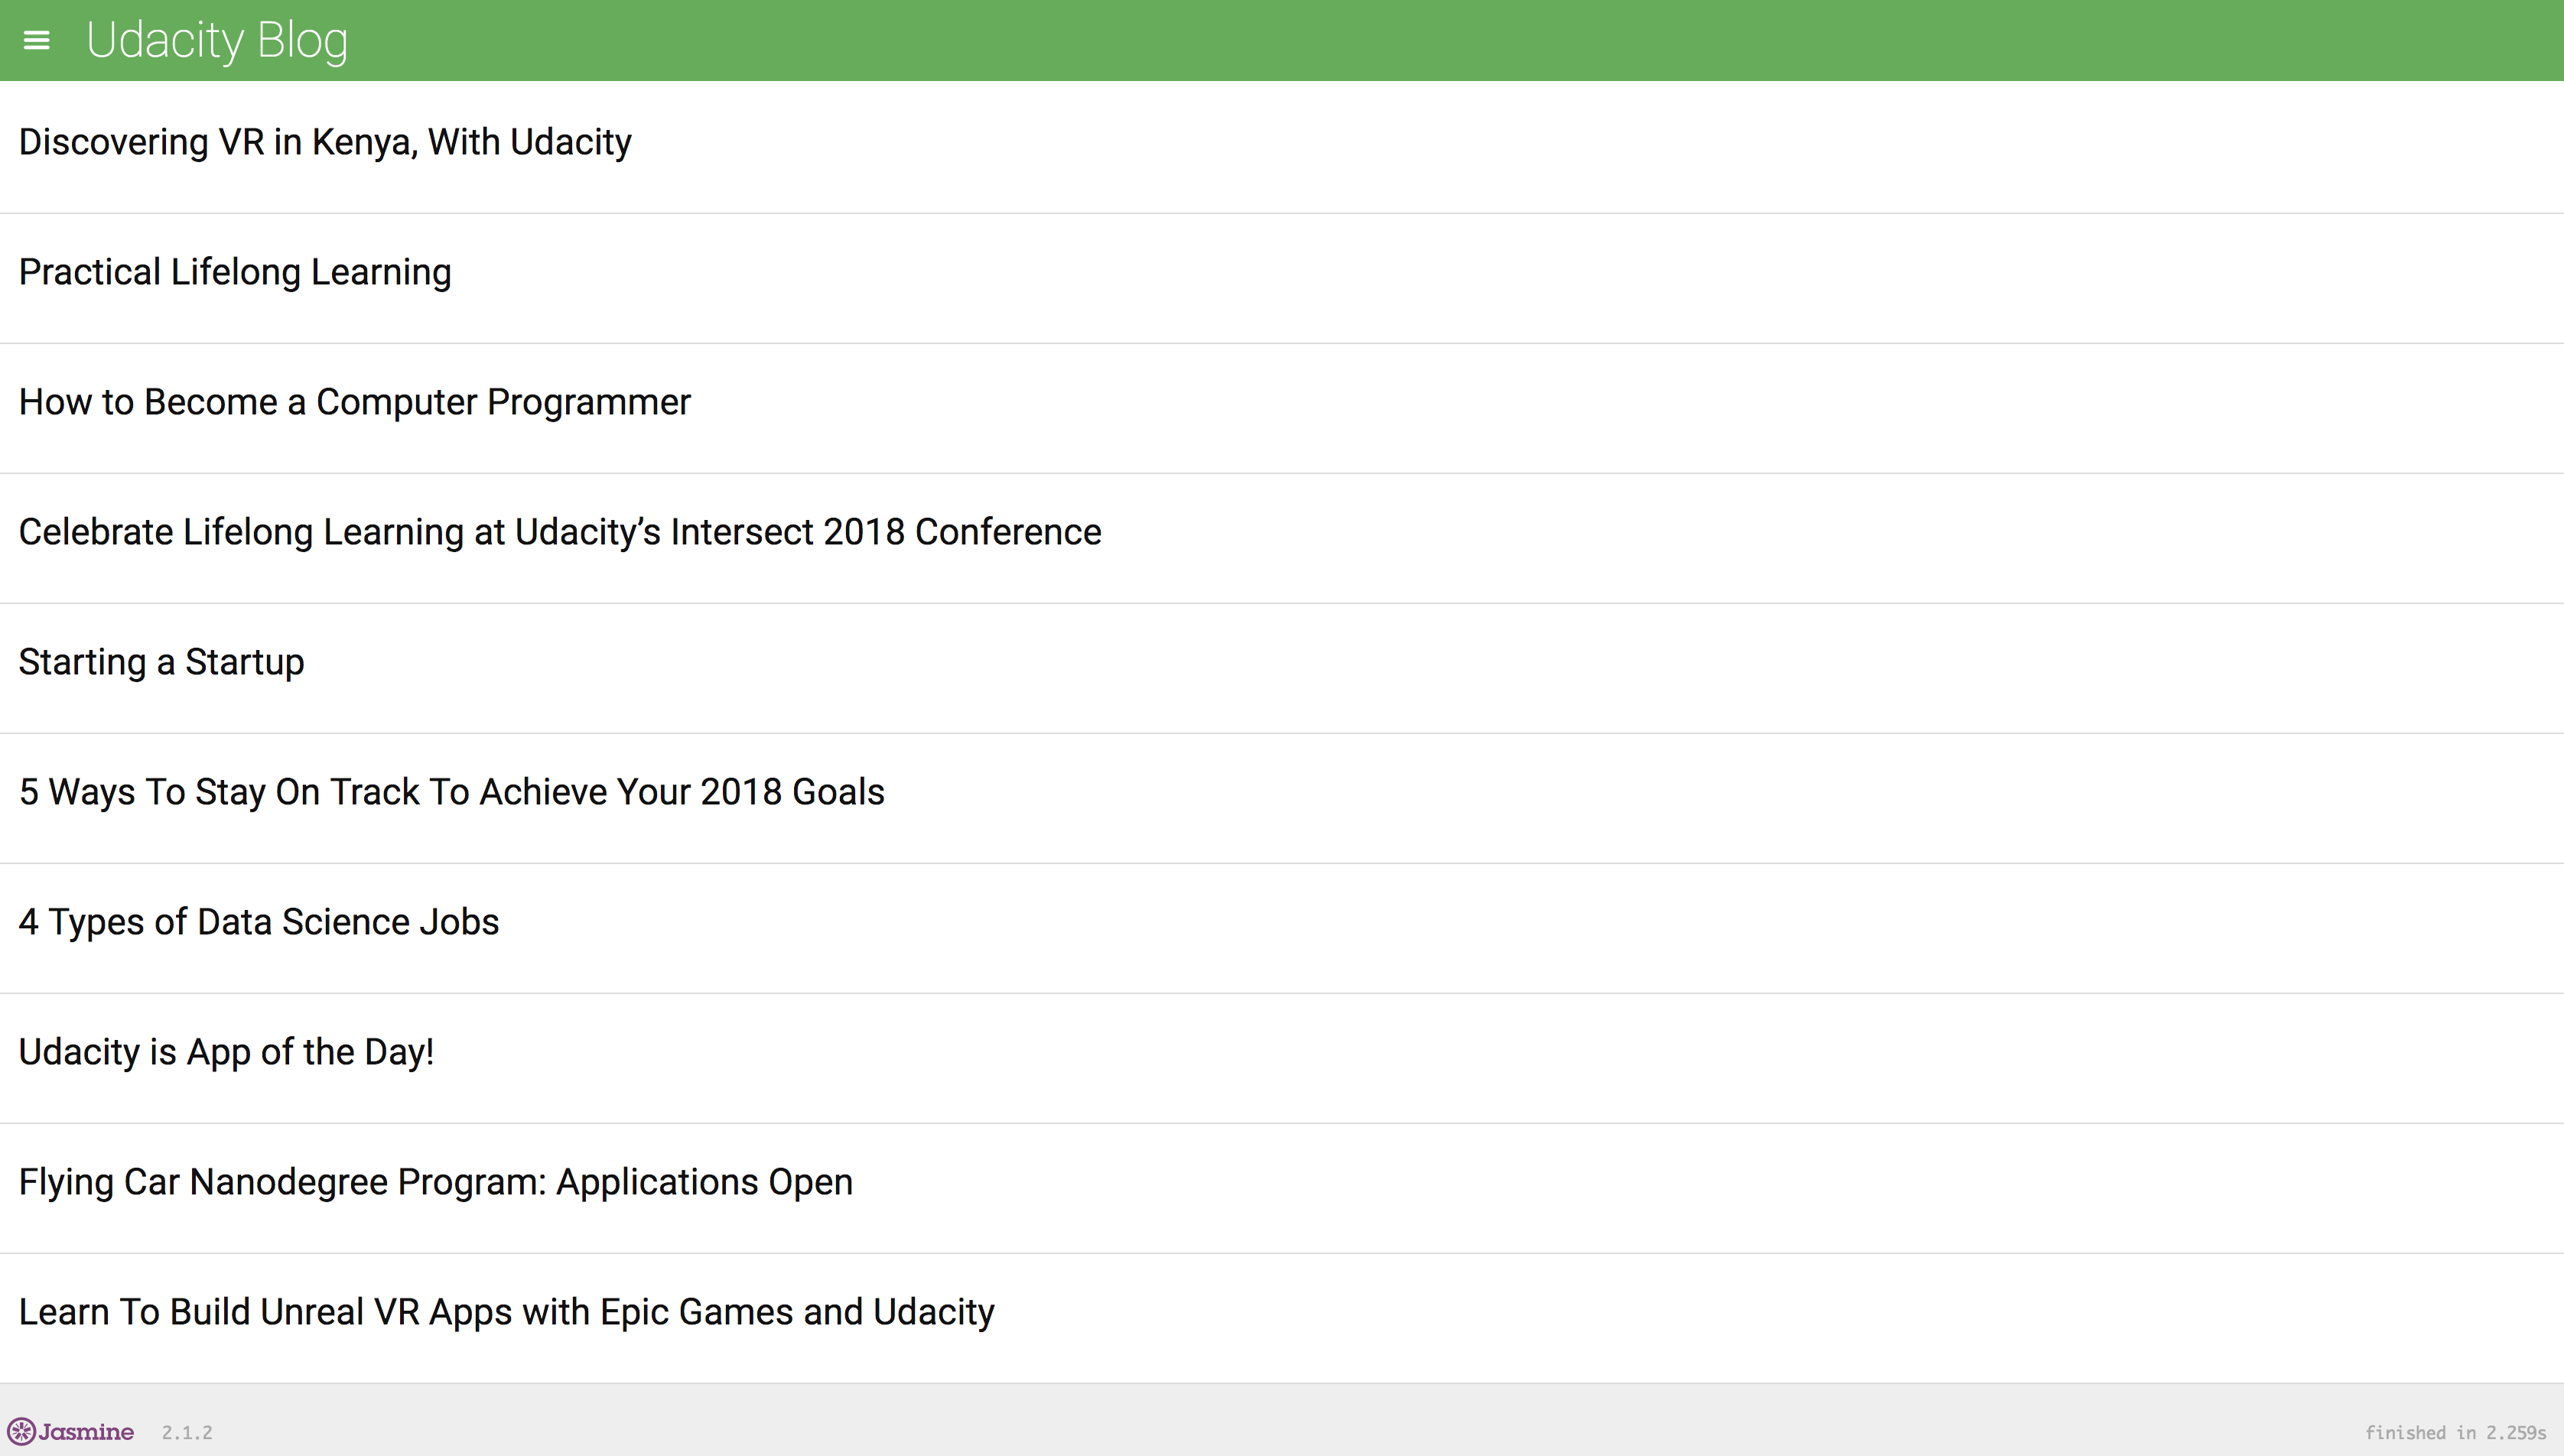 Udacity Blog
Discovering VR in Kenya, With Udacity
Practical Lifelong Learning
How to Become a Computer Programmer
Celebrate Lifelong Learning at Udacity’s Intersect 2018 Conference
Starting a Startup
5 Ways To Stay On Track To Achieve Your 2018 Goals
4 Types of Data Science Jobs
Udacity is App of the Day!
Flying Car Nanodegree Program: Applications Open
Learn To Build Unreal VR Apps with Epic Games and Udacity
Jasmine 2.1.2 finished in 2.259s